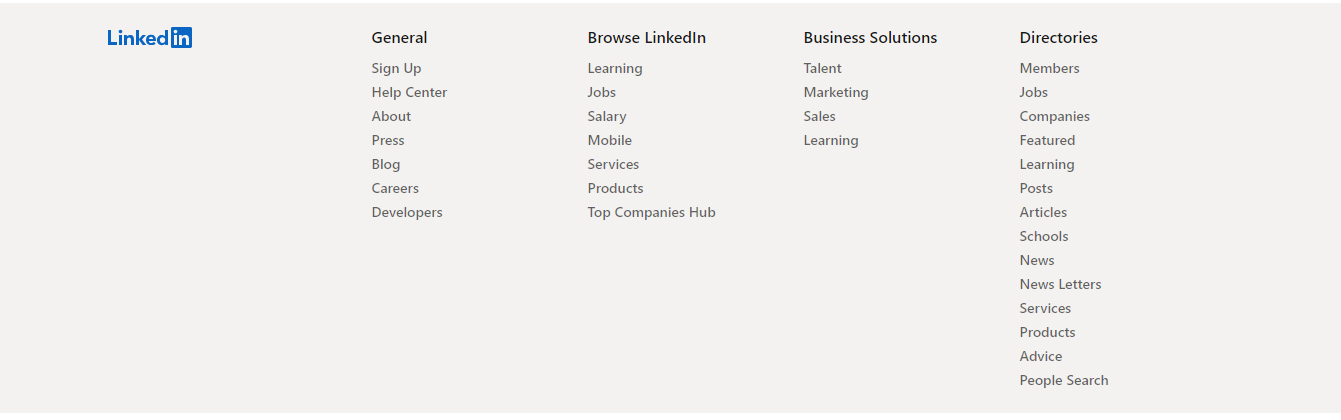 LinkedIn
General
Sign Up
Help Center
About
Press
Blog
Careers
Developers
Browse LinkedIn
Learning
Jobs
Salary
Mobile
Services
Products
Top Companies Hub
Business Solutions
Talent
Marketing
Sales
Learning
Directories
Members
Jobs
Companies
Featured
Learning
Posts
Articles
Schools
News
News Letters
Services
Products
Advice
People Search